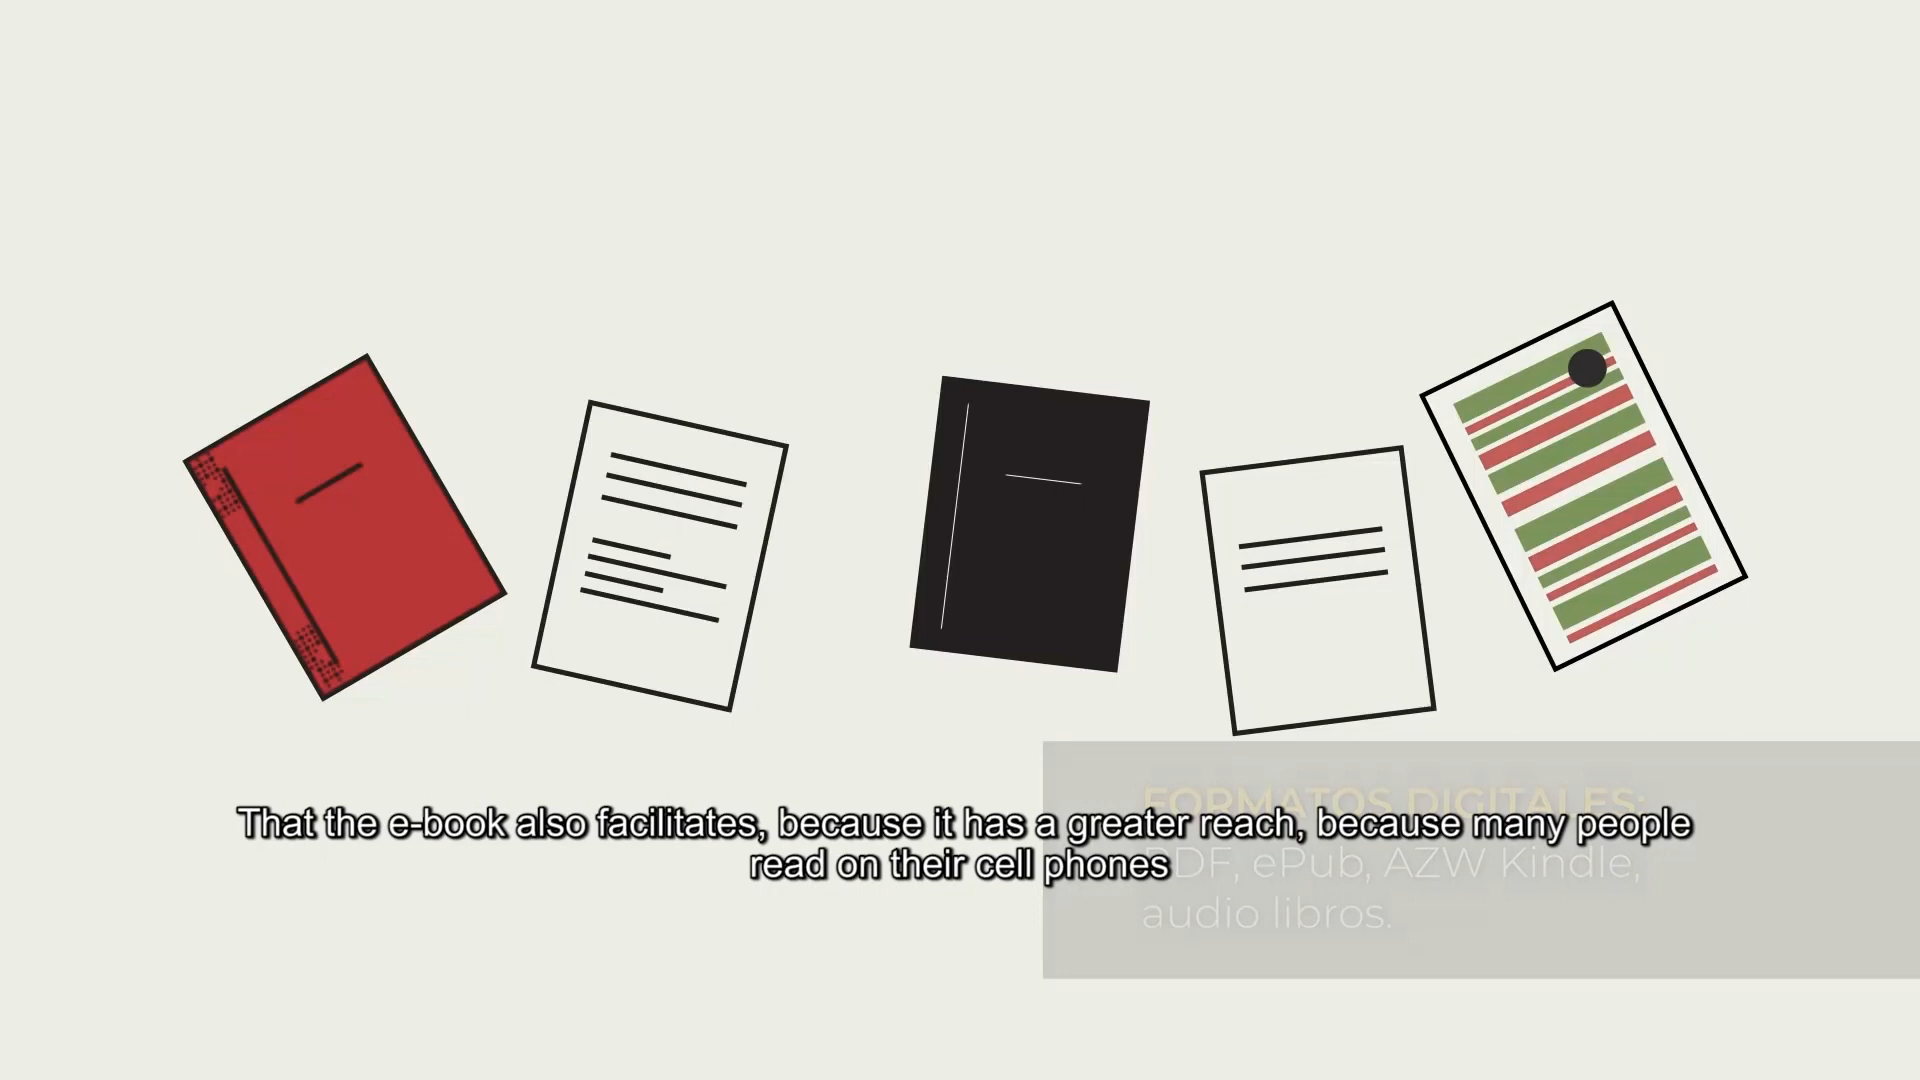 FORMATOS DIGITALES:
That the e-book also facilitates, because it has a greater reach, because many people
read on their cell phones
PDF, ePub, AZW Kindle,
audio libros.